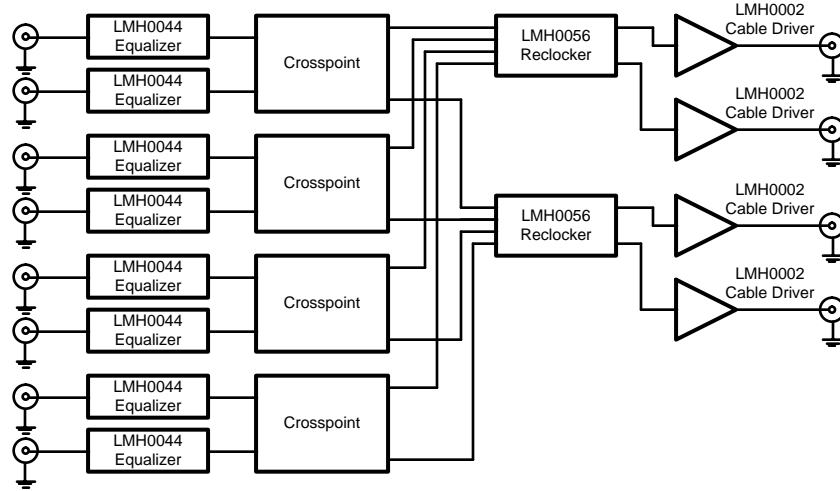 LMH0044
Equalizer
LMH0044
Equalizer
Crosspoint
LMH0056
Reclocker
LMH0002
Cable Driver
LMH0002
Cable Driver
LMH0044
Equalizer
LMH0044
Equalizer
Crosspoint
LMH0056
Reclocker
LMH0002
Cable Driver
LMH0002
Cable Driver
LMH0044
Equalizer
LMH0044
Equalizer
Crosspoint
LMH0044
Equalizer
LMH0044
Equalizer
Crosspoint